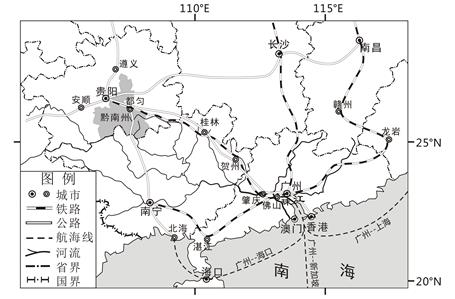 110°E
115°E
长沙
南昌
遵义
贵阳
安顺
都匀
黔南州
桂林
赣州
龙岩
25°N
贺州
图 例
城市
铁路
公路
航海线
河流
省界
国界
肇庆
广州
佛山
珠江
南宁
北海
湛江
澳门
香港
广州—海口
广州—新加坡
广州—上海
海口
南 海
20°N